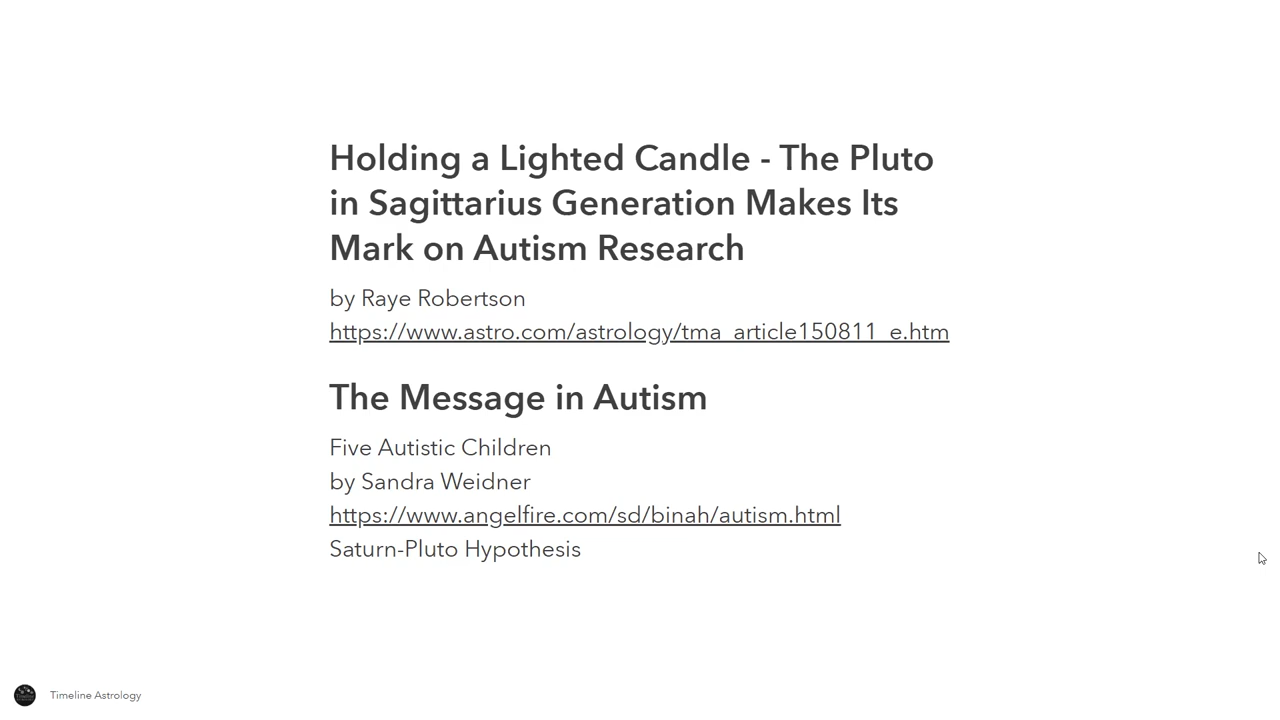 Holding a Lighted Candle - The Pluto
in Sagittarius Generation Makes Its
Mark on Autism Research
by Raye Robertson
https://www.astro.com/astrology/tma_article150811_e.htm
The Message in Autism
Five Autistic Children
by Sandra Weidner
https://www.angelfire.com/sd/binah/autism.html
Saturn-Pluto Hypothesis
Timeline Astrology